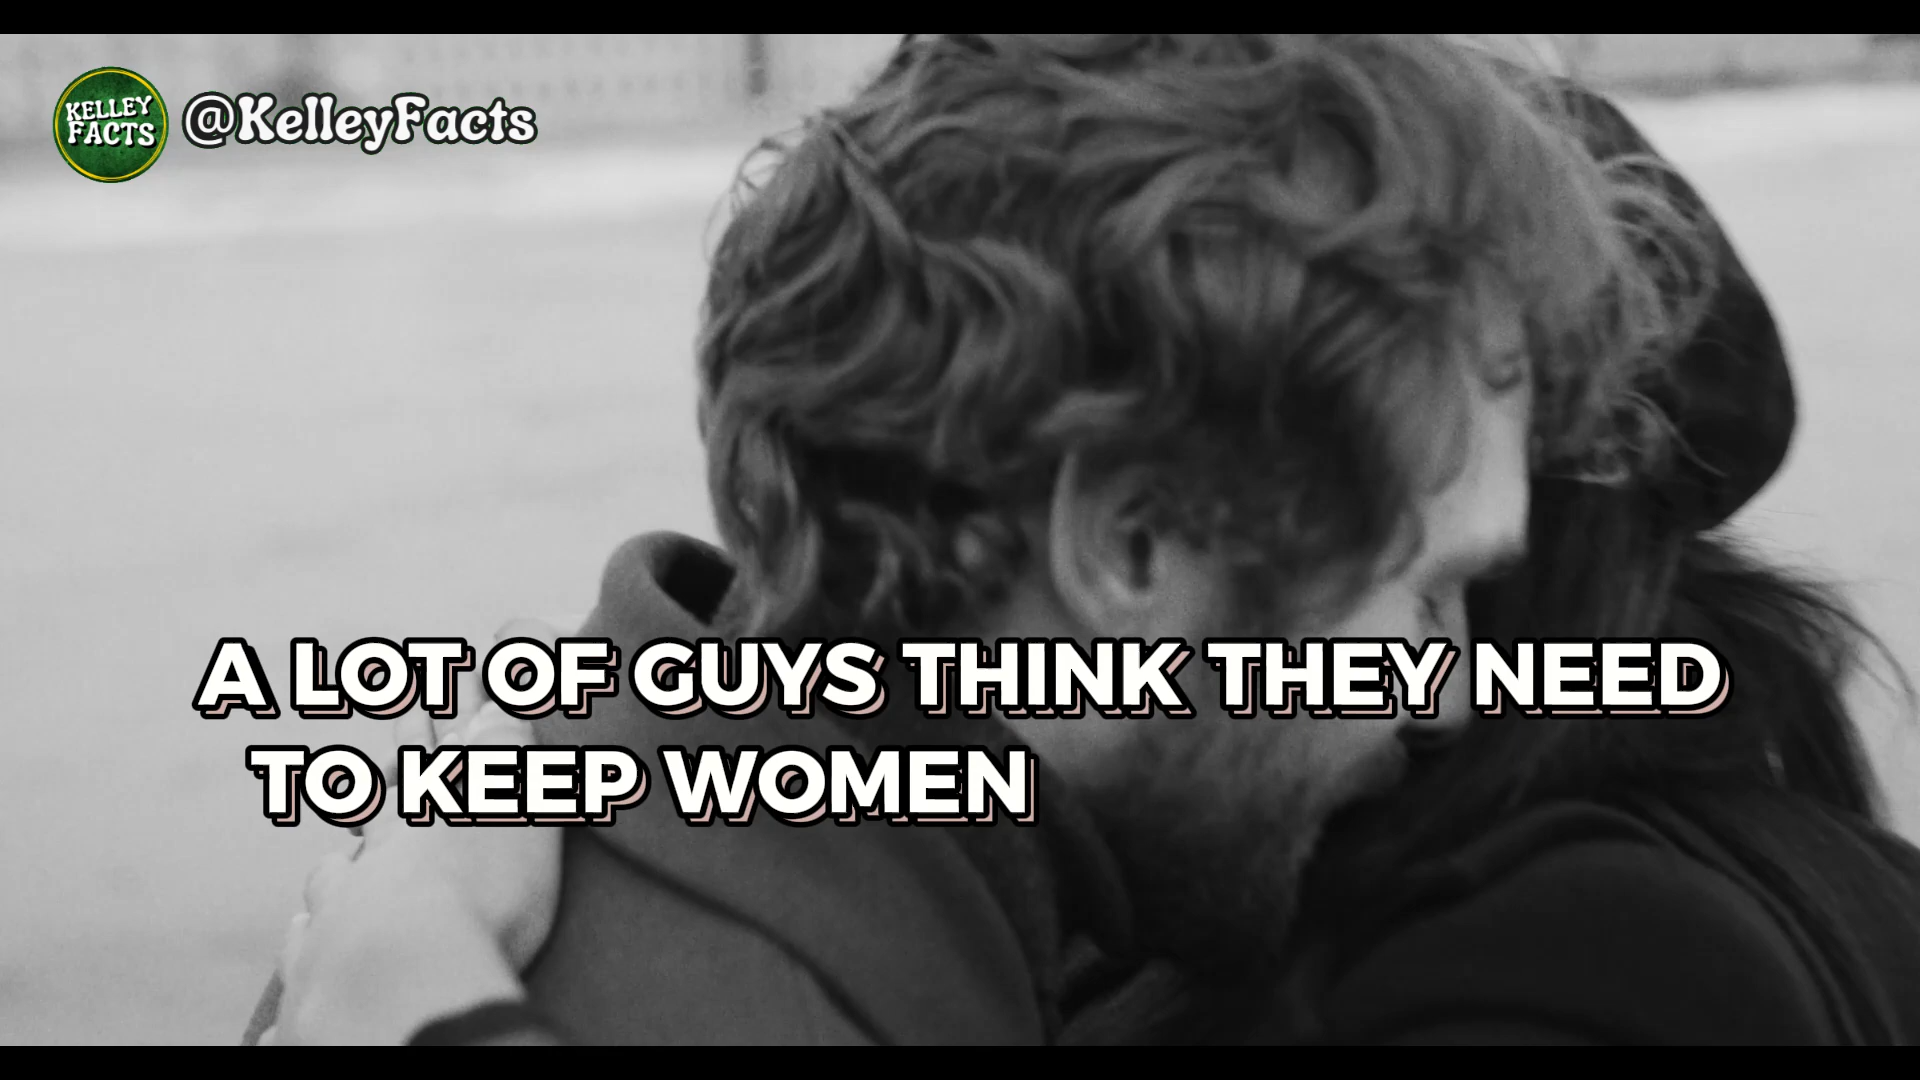 KELLEY
FACTS
@KelleyFacts
A LOT OF GUYS THINK THEY NEED
TO KEEP WOMEN